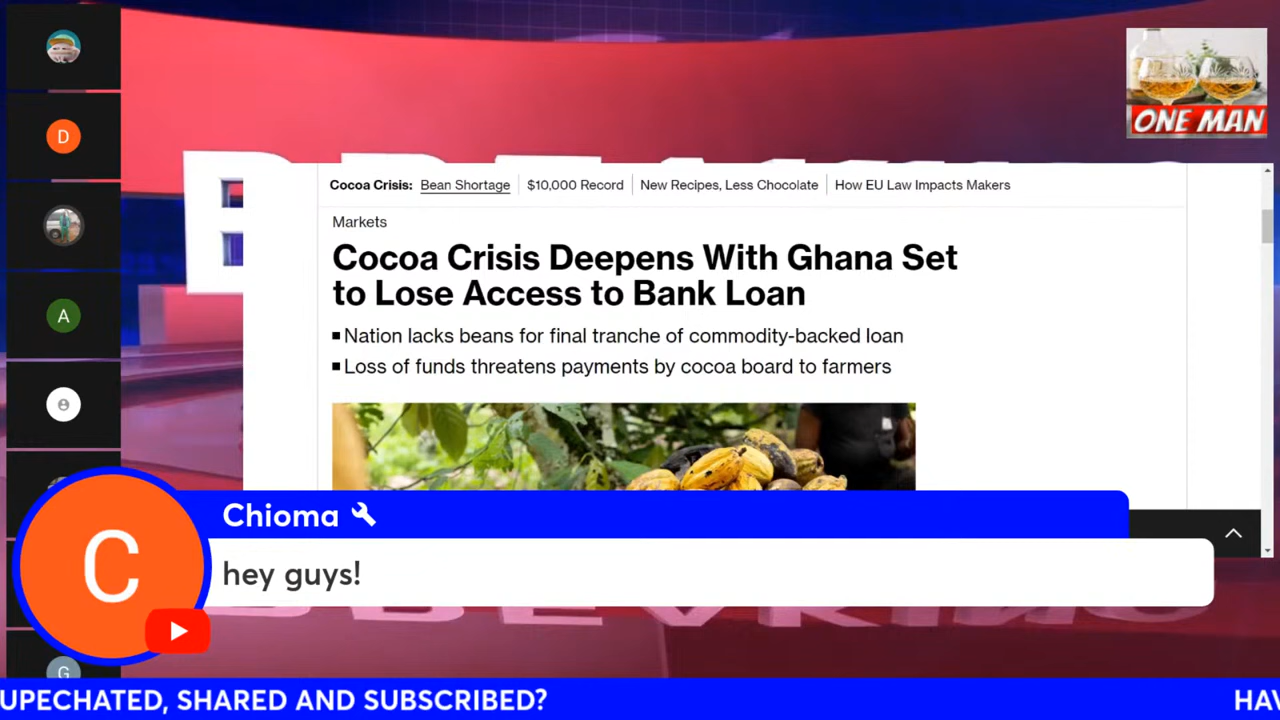 D
A
G
ONE MAN
Cocoa Crisis: Bean Shortage $10,000 Record New Recipes, Less Chocolate How EU Law Impacts Makers
Markets
Cocoa Crisis Deepens With Ghana Set
to Lose Access to Bank Loan
Nation lacks beans for final tranche of commodity-backed loan
Loss of funds threatens payments by cocoa board to farmers
C
Chioma
hey guys!
UPECHATED, SHARED AND SUBSCRIBED?
HAV